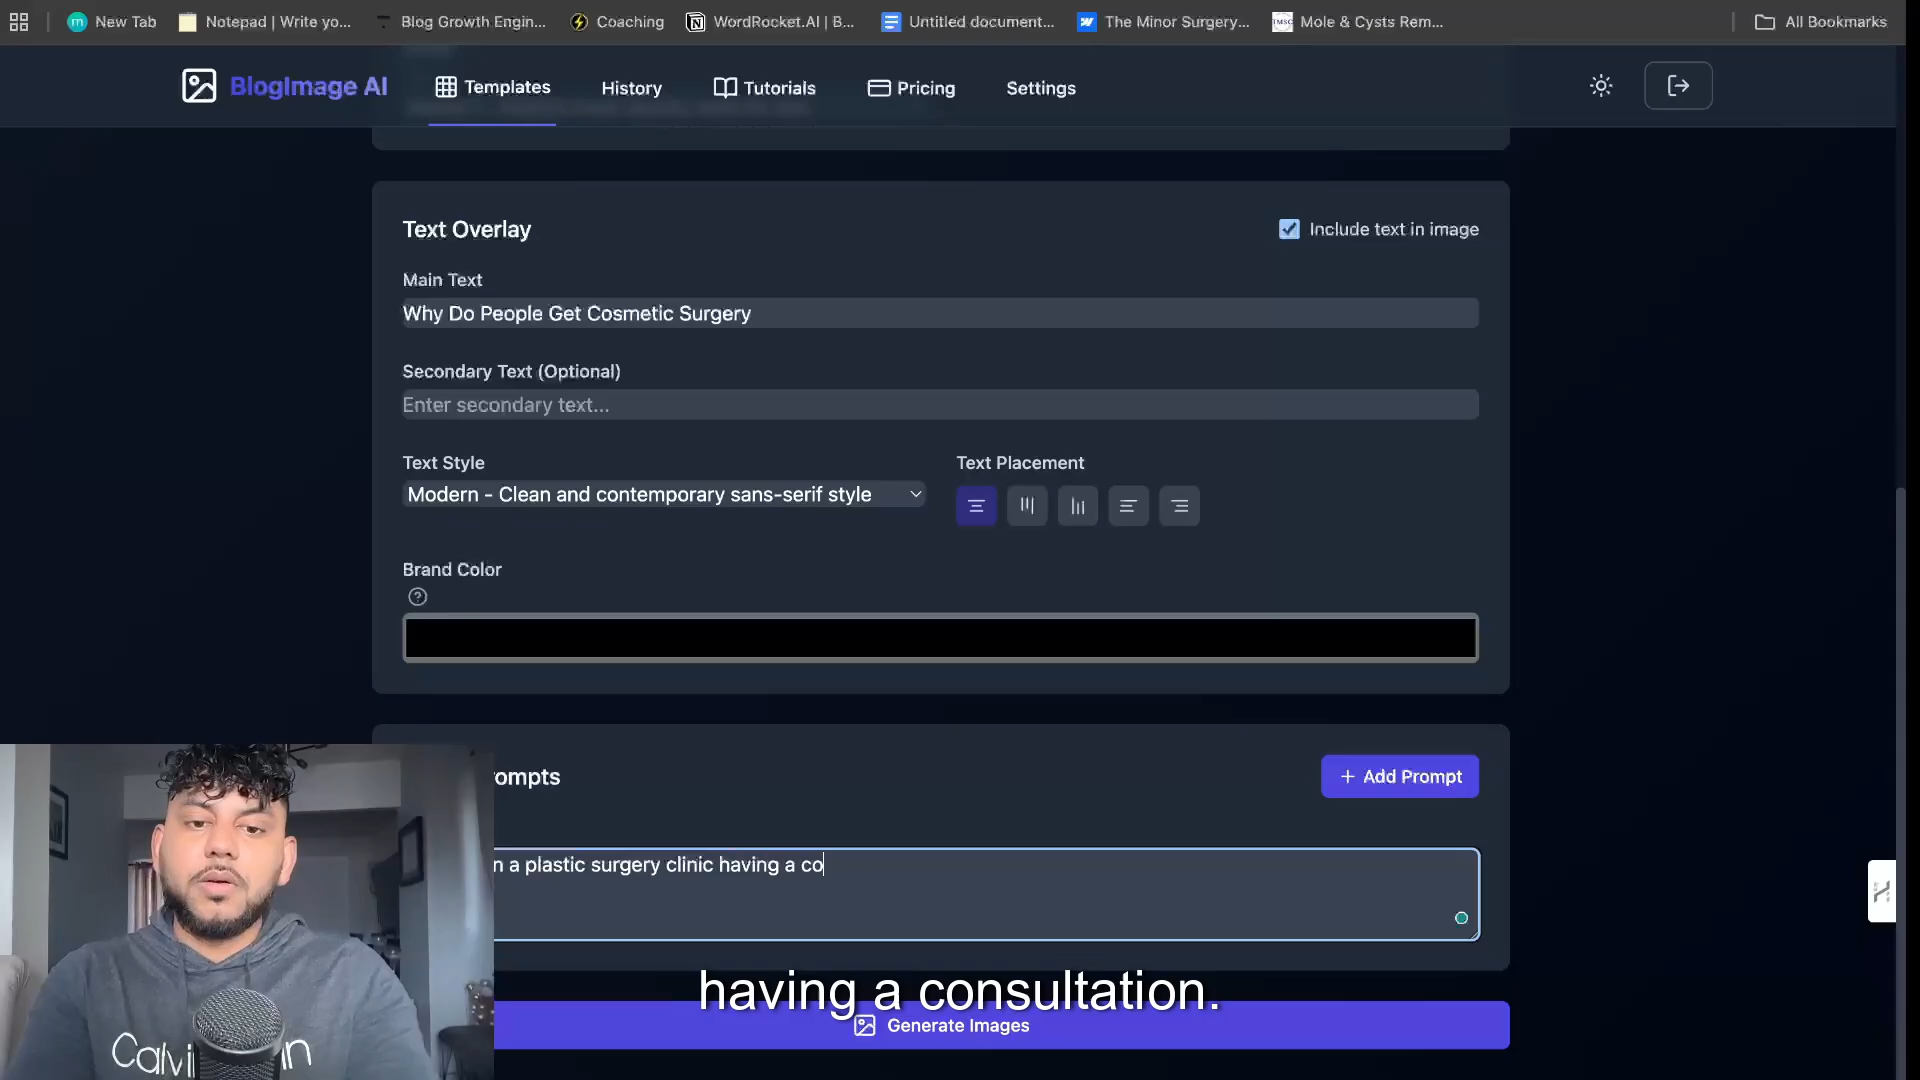 New Tab
Notepad | Write yo...
Blog Growth Engin...
Coaching
WordRocket.AI | B...
Untitled document...
The Minor Surgery...
Mole & Cysts Rem...
All Bookmarks
BlogImage AI
Templates
History
Tutorials
Pricing
Settings
Text Overlay
Include text in image
Main Text
Why Do People Get Cosmetic Surgery
Secondary Text (Optional)
Enter secondary text...
Text Style
Text Placement
Modern - Clean and contemporary sans-serif style
Brand Color
ompts
+ Add Prompt
n a plastic surgery clinic having a co
having a consultation.
Generate Images